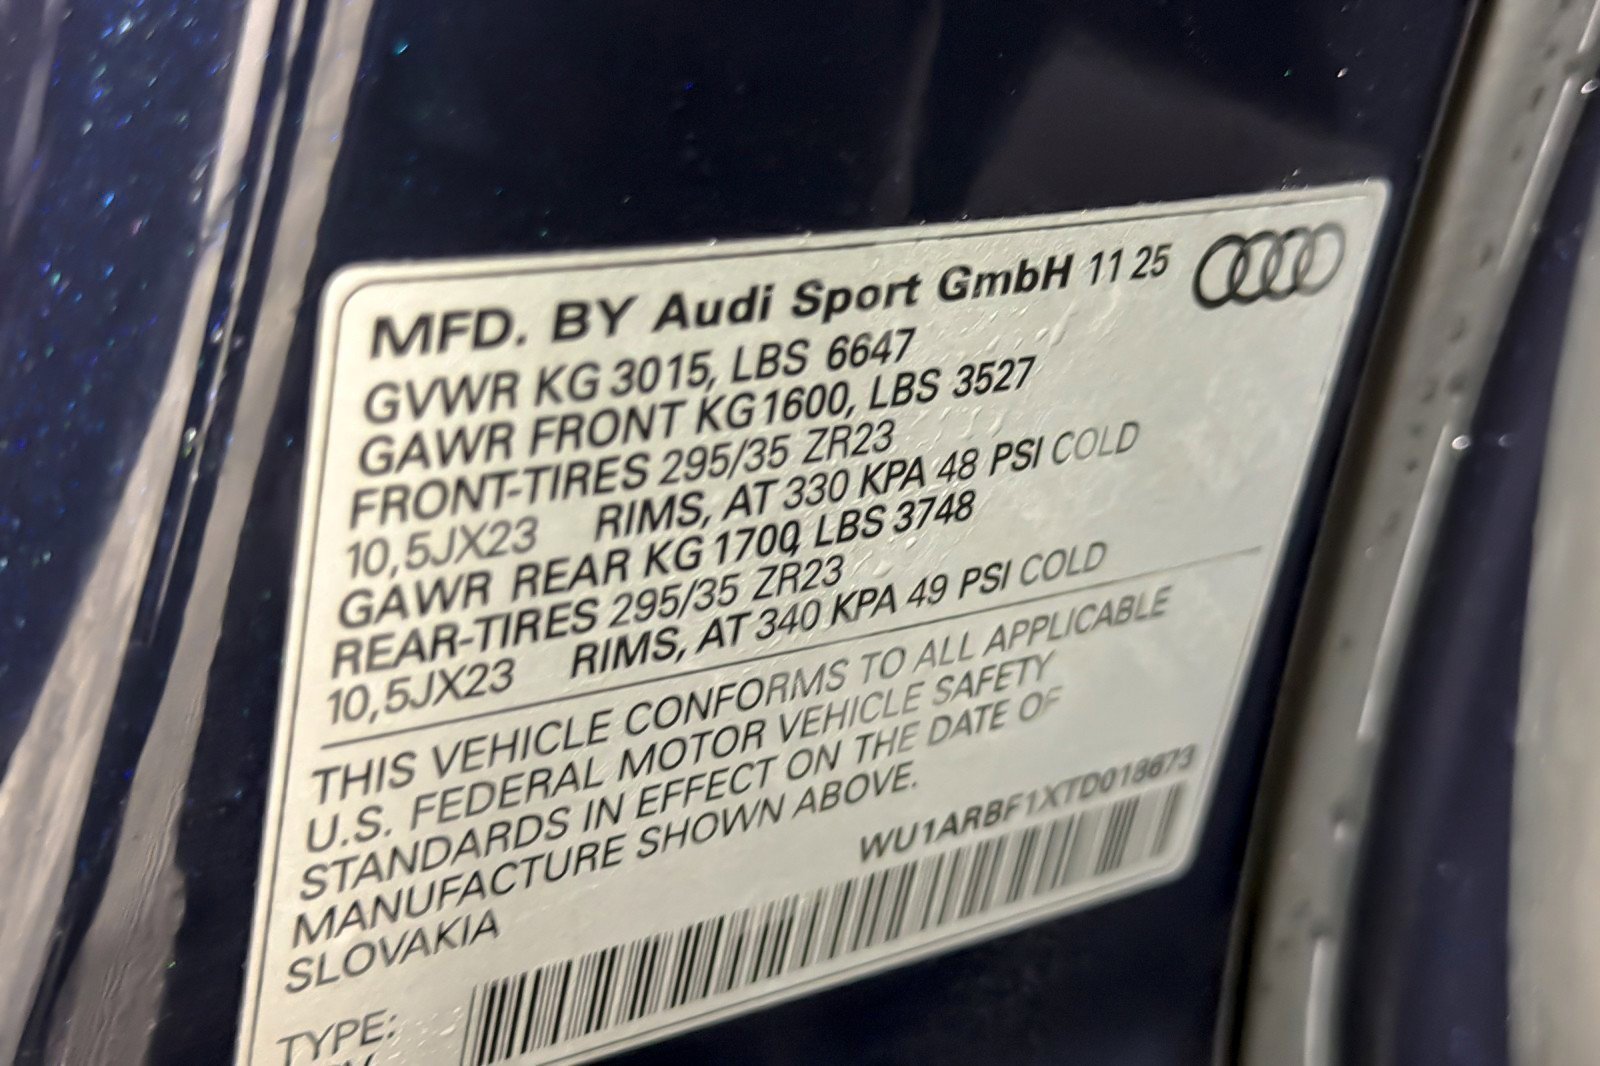 MFD. BY Audi Sport GmbH 11 25
GVWR KG 3015, LBS 6647
GAWR FRONT KG 1600, LBS 3527
FRONT-TIRES 295/35 ZR23
10,5JX23 RIMS, AT 330 KPA 48 PSI COLD
GAWR REAR KG 1700, LBS 3748
REAR-TIRES 295/35 ZR23
10,5JX23 RIMS, AT 340 KPA 49 PSI COLD
THIS VEHICLE CONFORMS TO ALL APPLICABLE
U.S. FEDERAL MOTOR VEHICLE SAFETY
STANDARDS IN EFFECT ON THE DATE OF
MANUFACTURE SHOWN ABOVE.
SLOVAKIA
WU1ARBF1XTD018673
TYPE: